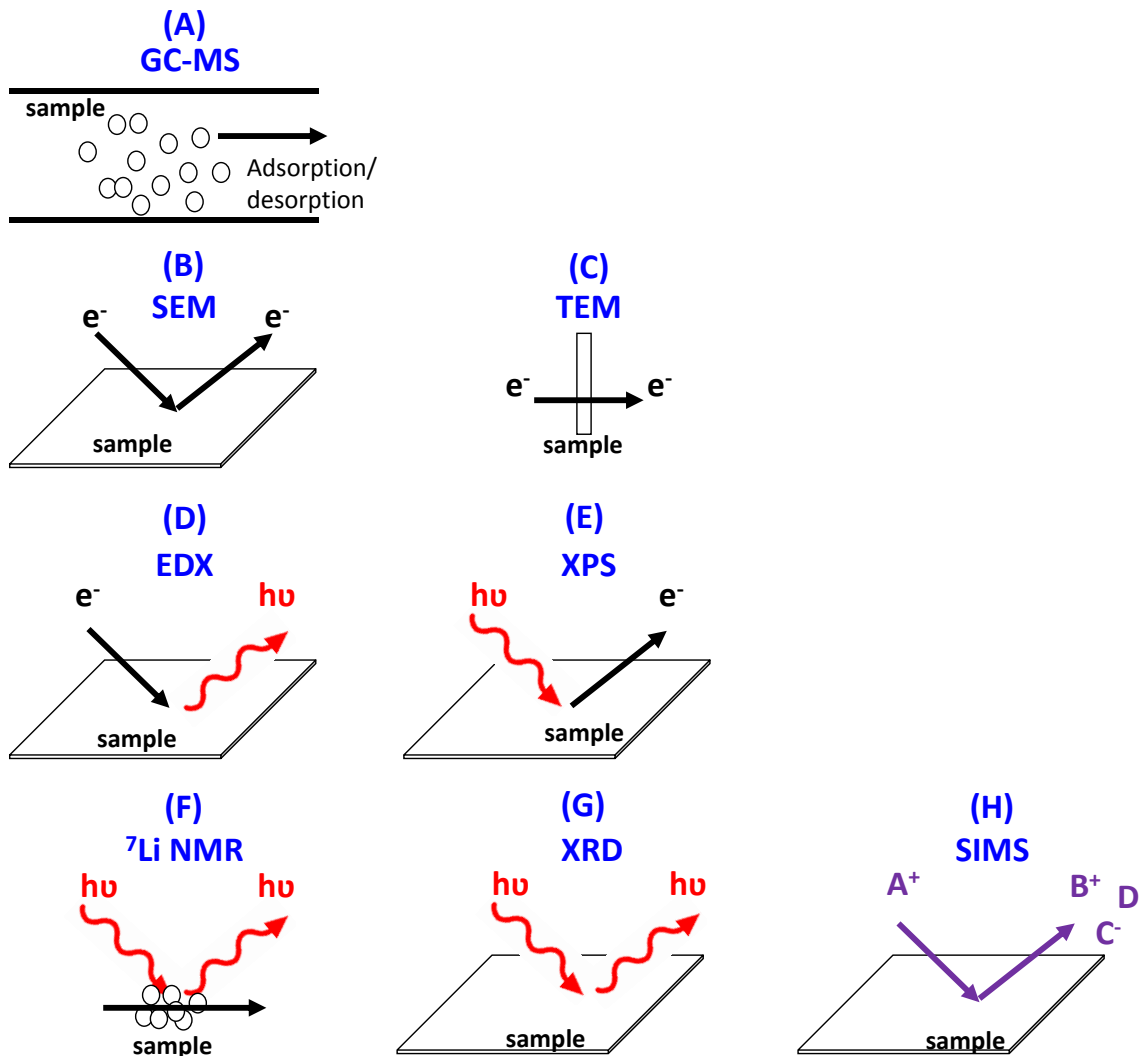 (A)
GC-MS
sample
Adsorption/
desorption
(B)
SEM
e⁻ e⁻
sample
(C)
TEM
e⁻ e⁻
sample
(D)
EDX
e⁻ hυ
sample
(E)
XPS
hυ e⁻
sample
(F)
⁷Li NMR
hυ hυ
sample
(G)
XRD
hυ hυ
sample
(H)
SIMS
A⁺ B⁺ D
C⁻
sample